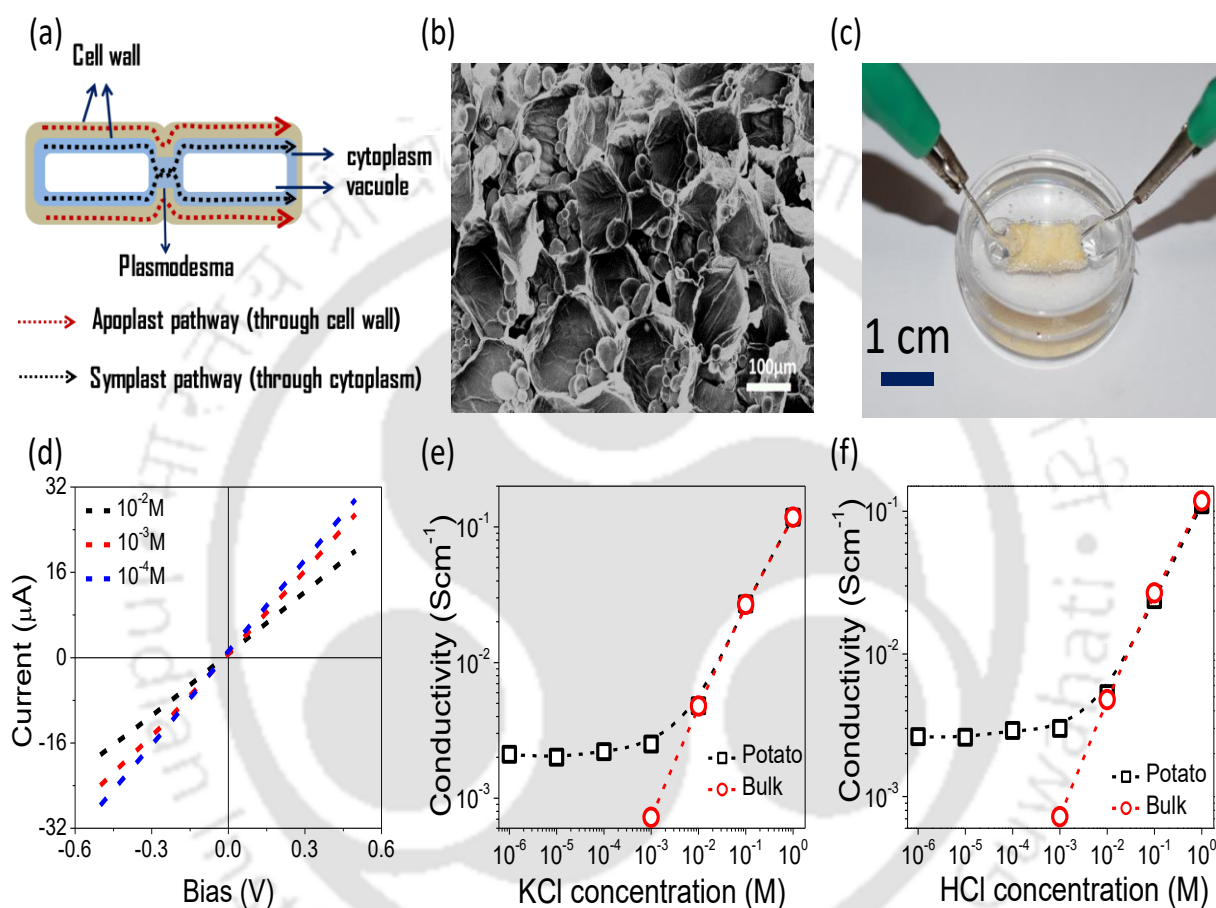 (a)
Cell wall
cytoplasm
vacuole
Plasmodesma
Apoplast pathway (through cell wall)
Symplast pathway (through cytoplasm)
(b)
100μm
(c)
1 cm
(d)
32
16
0
-16
-32
10⁻²M
10⁻³M
10⁻⁴M
-0.6 -0.3 0.0 0.3 0.6
Current (μA)
Bias (V)
(e)
10⁻¹
10⁻²
10⁻³
Conductivity (Scm⁻¹)
Potato
Bulk
10⁻⁶ 10⁻⁵ 10⁻⁴ 10⁻³ 10⁻² 10⁻¹ 10⁰
KCl concentration (M)
(f)
10⁻¹
10⁻²
10⁻³
Conductivity (Scm⁻¹)
Potato
Bulk
10⁻⁶ 10⁻⁵ 10⁻⁴ 10⁻³ 10⁻² 10⁻¹ 10⁰
HCl concentration (M)